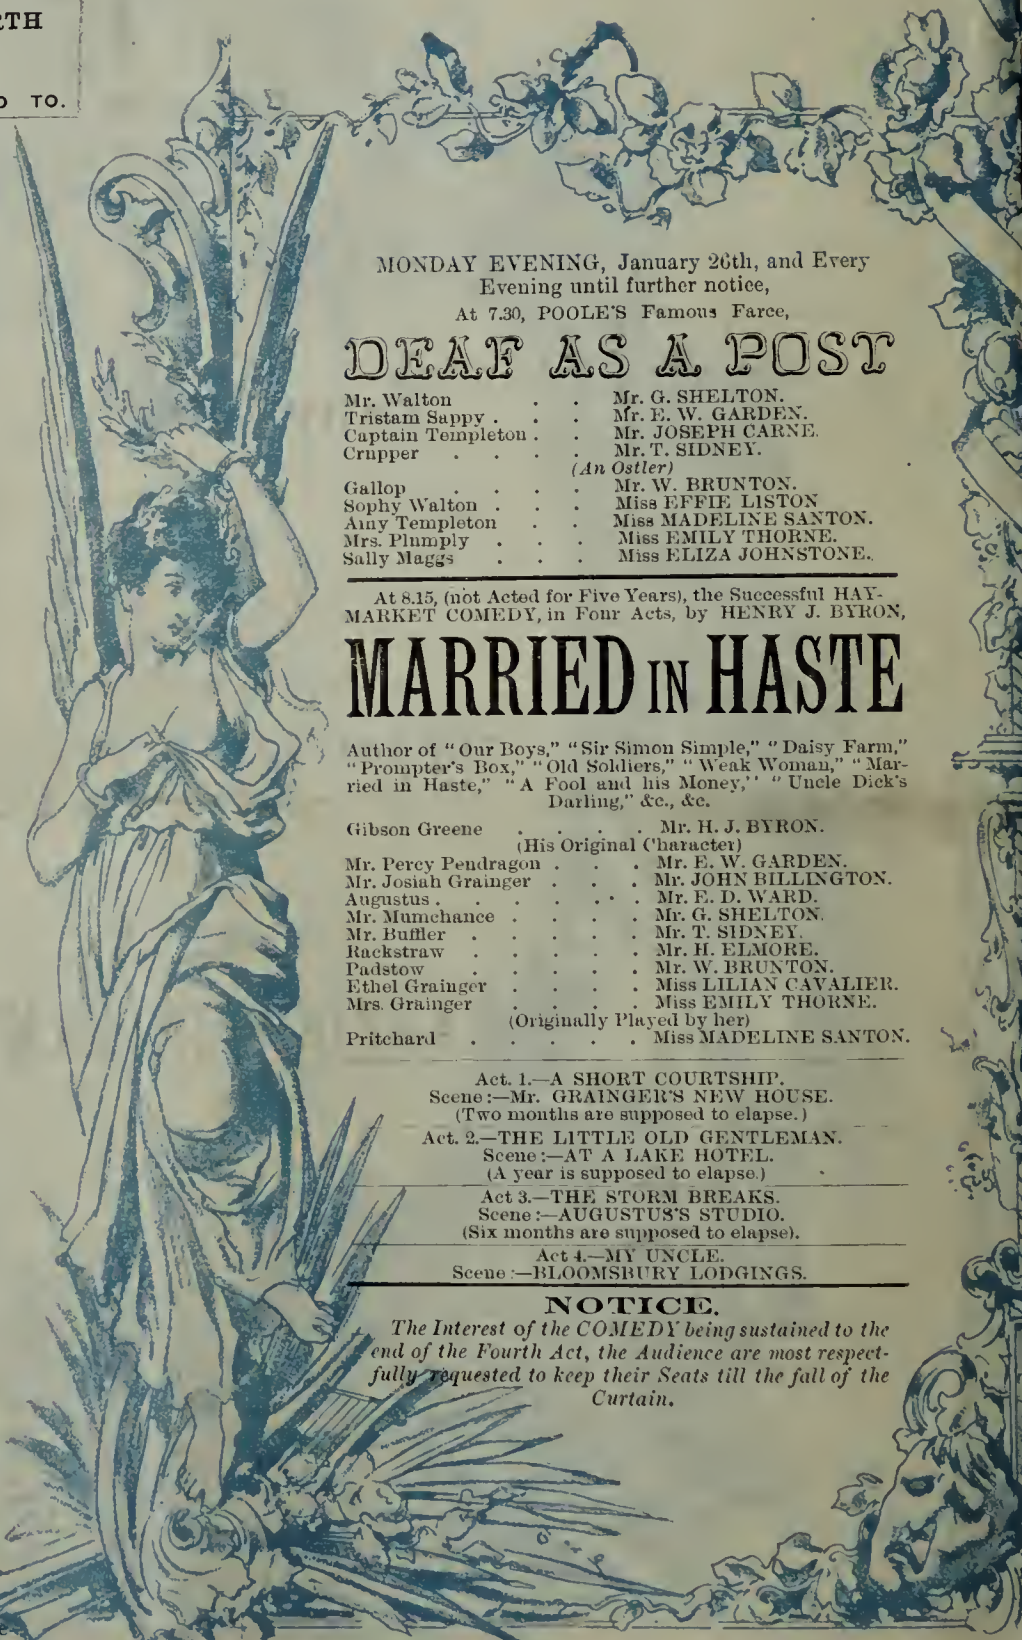 RTH
TO.
MONDAY EVENING, January 26th, and Every
Evening until further notice,
At 7.30, POOLE'S Famous Farce,
DEAF AS A POST
Mr. Walton . . Mr. G. SHELTON.
Tristam Sappy . . . Mr. E. W. GARDEN.
Captain Templeton . . Mr. JOSEPH CARNE.
Crupper . . . . Mr. T. SIDNEY.
(An Ostler)
Gallop . . . . Mr. W. BRUNTON.
Sophy Walton . . . Miss EFFIE LISTON
Amy Templeton . . Miss MADELINE SANTON.
Mrs. Plumply . . . Miss EMILY THORNE.
Sally Maggs . . . Miss ELIZA JOHNSTONE.
At 8.15, (not Acted for Five Years), the Successful HAY-
MARKET COMEDY, in Four Acts, by HENRY J. BYRON,
MARRIED IN HASTE
Author of "Our Boys," "Sir Simon Simple," "Daisy Farm,"
"Prompter's Box," "Old Soldiers," "Weak Woman," "Mar-
ried in Haste," "A Fool and his Money," "Uncle Dick's
Darling," &c., &c.
Gibson Greene . . . . Mr. H. J. BYRON.
(His Original Character)
Mr. Percy Pendragon . . . Mr. E. W. GARDEN.
Mr. Josiah Grainger . . . Mr. JOHN BILLINGTON.
Augustus . . . . . . Mr. E. D. WARD.
Mr. Mumchance . . . . Mr. G. SHELTON.
Mr. Buffler . . . . . Mr. T. SIDNEY.
Rackstraw . . . . . Mr. H. ELMORE.
Padstow . . . . . Mr. W. BRUNTON.
Ethel Grainger . . . . Miss LILIAN CAVALIER.
Mrs. Grainger . . . . Miss EMILY THORNE.
(Originally Played by her)
Pritchard . . . . . Miss MADELINE SANTON.
Act. 1.—A SHORT COURTSHIP.
Scene:—Mr. GRAINGER'S NEW HOUSE.
(Two months are supposed to elapse.)
Act. 2.—THE LITTLE OLD GENTLEMAN.
Scene:—AT A LAKE HOTEL.
(A year is supposed to elapse.)
Act 3.—THE STORM BREAKS.
Scene:—AUGUSTUS'S STUDIO.
(Six months are supposed to elapse).
Act 4.—MY UNCLE.
Scene:—BLOOMSBURY LODGINGS.
NOTICE.
The Interest of the COMEDY being sustained to the
end of the Fourth Act, the Audience are most respect-
fully requested to keep their Seats till the fall of the
Curtain.